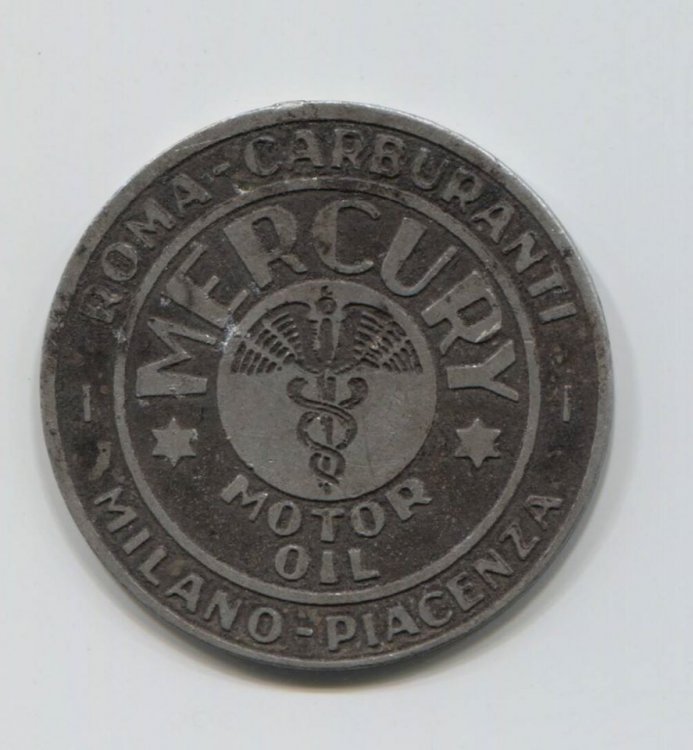 ROMA-CARBURANTI
MERCURY
MOTOR
OIL
MILANO-PIACENZA